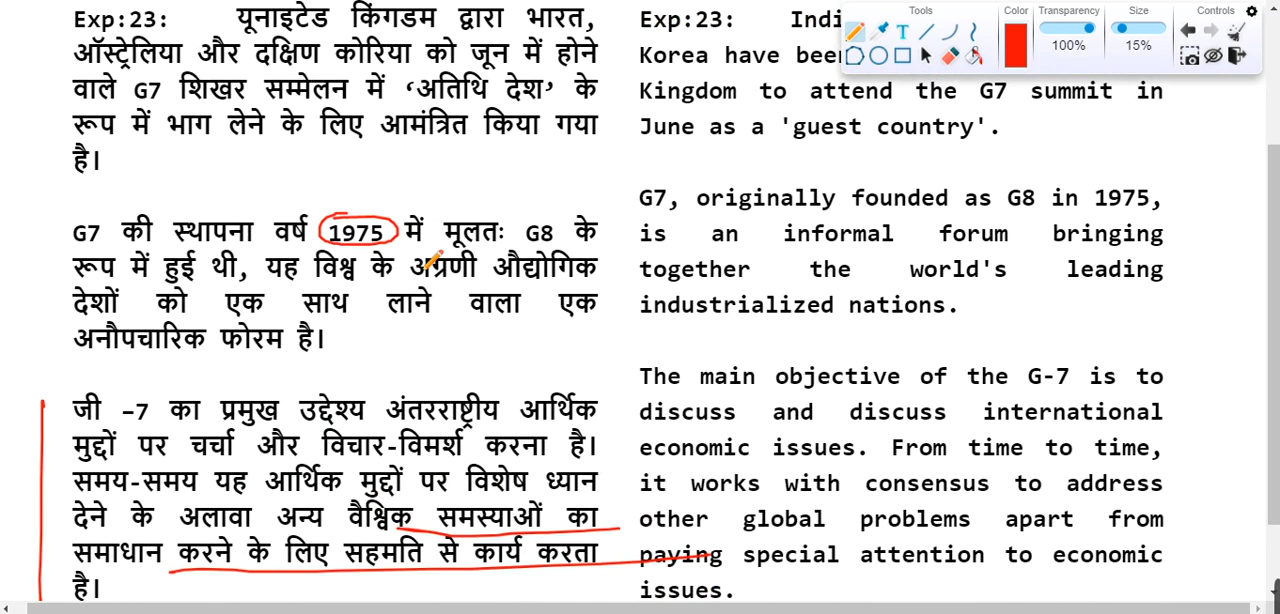 Exp:23: यूनाइटेड किंगडम द्वारा भारत,
ऑस्ट्रेलिया और दक्षिण कोरिया को जून में होने
वाले G7 शिखर सम्मेलन में ‘अतिथि देश’ के
रूप में भाग लेने के लिए आमंत्रित किया गया
है।
G7 की स्थापना वर्ष 1975 में मूलतः G8 के
रूप में हुई थी, यह विश्व के अग्रणी औद्योगिक
देशों को एक साथ लाने वाला एक
अनौपचारिक फोरम है।
जी –7 का प्रमुख उद्देश्य अंतरराष्ट्रीय आर्थिक
मुद्दों पर चर्चा और विचार-विमर्श करना है।
समय-समय यह आर्थिक मुद्दों पर विशेष ध्यान
देने के अलावा अन्य वैश्विक समस्याओं का
समाधान करने के लिए सहमति से कार्य करता
है।
Exp:23:
Korea have been
Kingdom to attend the G7 summit in
June as a 'guest country'.
G7, originally founded as G8 in 1975,
is an informal forum bringing
together the world's leading
industrialized nations.
The main objective of the G-7 is to
discuss and discuss international
economic issues. From time to time,
it works with consensus to address
other global problems apart from
paying special attention to economic
issues.
Tools Color Transparency Size Controls
100% 15%